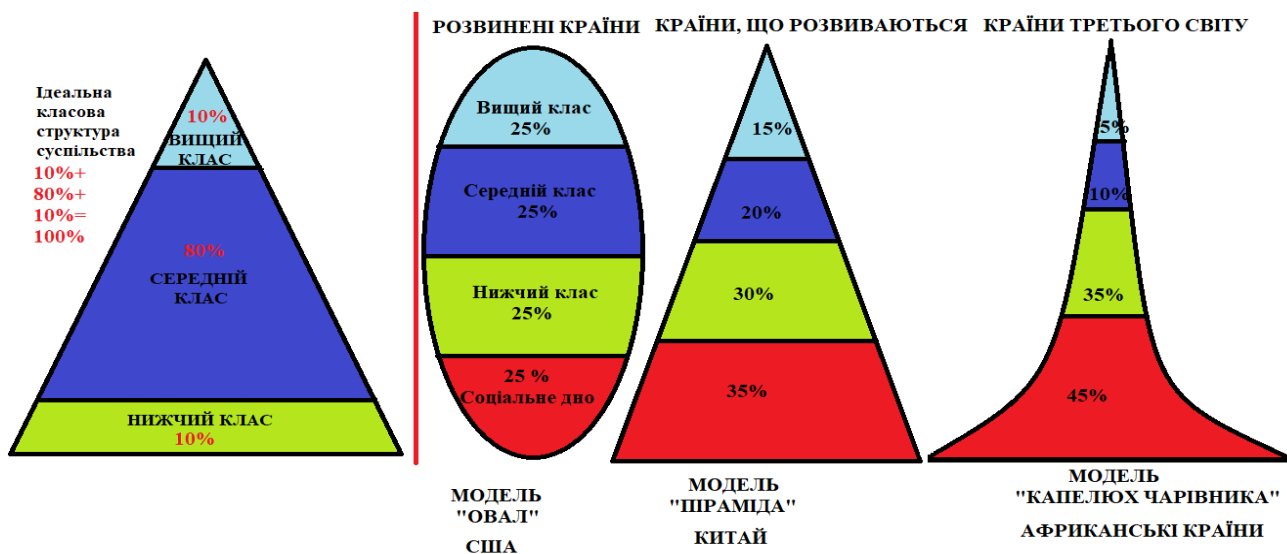 Ідеальна
класова
структура
суспільства
10%+
80%+
10%=
100%
10%
ВИЩИЙ
КЛАС
80%
СЕРЕДНІЙ
КЛАС
НИЖЧИЙ КЛАС
10%
РОЗВИНЕНІ КРАЇНИ
Вищий клас
25%
Середній клас
25%
Нижчий клас
25%
25 %
Соціальне дно
МОДЕЛЬ
"ОВАЛ"
США
КРАЇНИ, ЩО РОЗВИВАЮТЬСЯ
15%
20%
30%
35%
МОДЕЛЬ
"ПІРАМІДА"
КИТАЙ
КРАЇНИ ТРЕТЬОГО СВІТУ
5%
10%
35%
45%
МОДЕЛЬ
"КАПЕЛЮХ ЧАРІВНИКА"
АФРИКАНСЬКІ КРАЇНИ